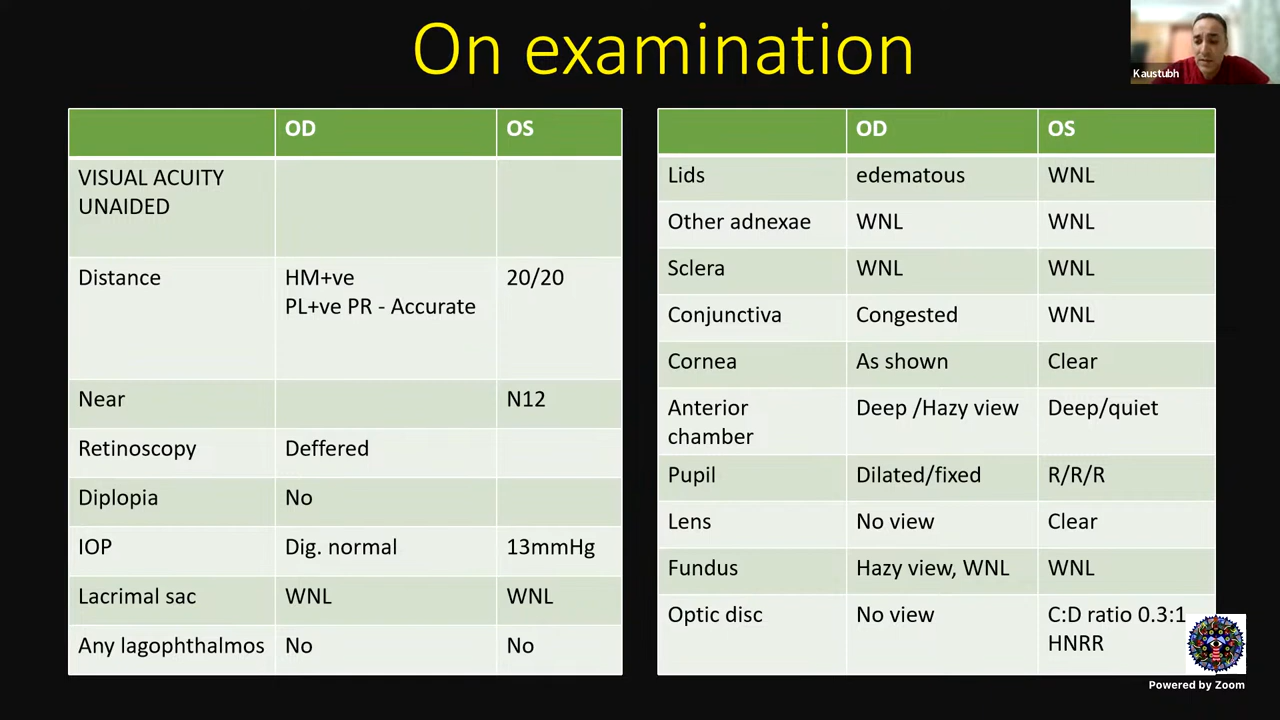 On examination
Kaustubh
OD OS
VISUAL ACUITY
UNAIDED
Distance HM+ve 20/20
PL+ve PR - Accurate
Near N12
Retinoscopy Deffered
Diplopia No
IOP Dig. normal 13mmHg
Lacrimal sac WNL WNL
Any lagophthalmos No No
OD OS
Lids edematous WNL
Other adnexae WNL WNL
Sclera WNL WNL
Conjunctiva Congested WNL
Cornea As shown Clear
Anterior Deep /Hazy view Deep/quiet
chamber
Pupil Dilated/fixed R/R/R
Lens No view Clear
Fundus Hazy view, WNL WNL
Optic disc No view C:D ratio 0.3:1
HNRR
Powered by Zoom